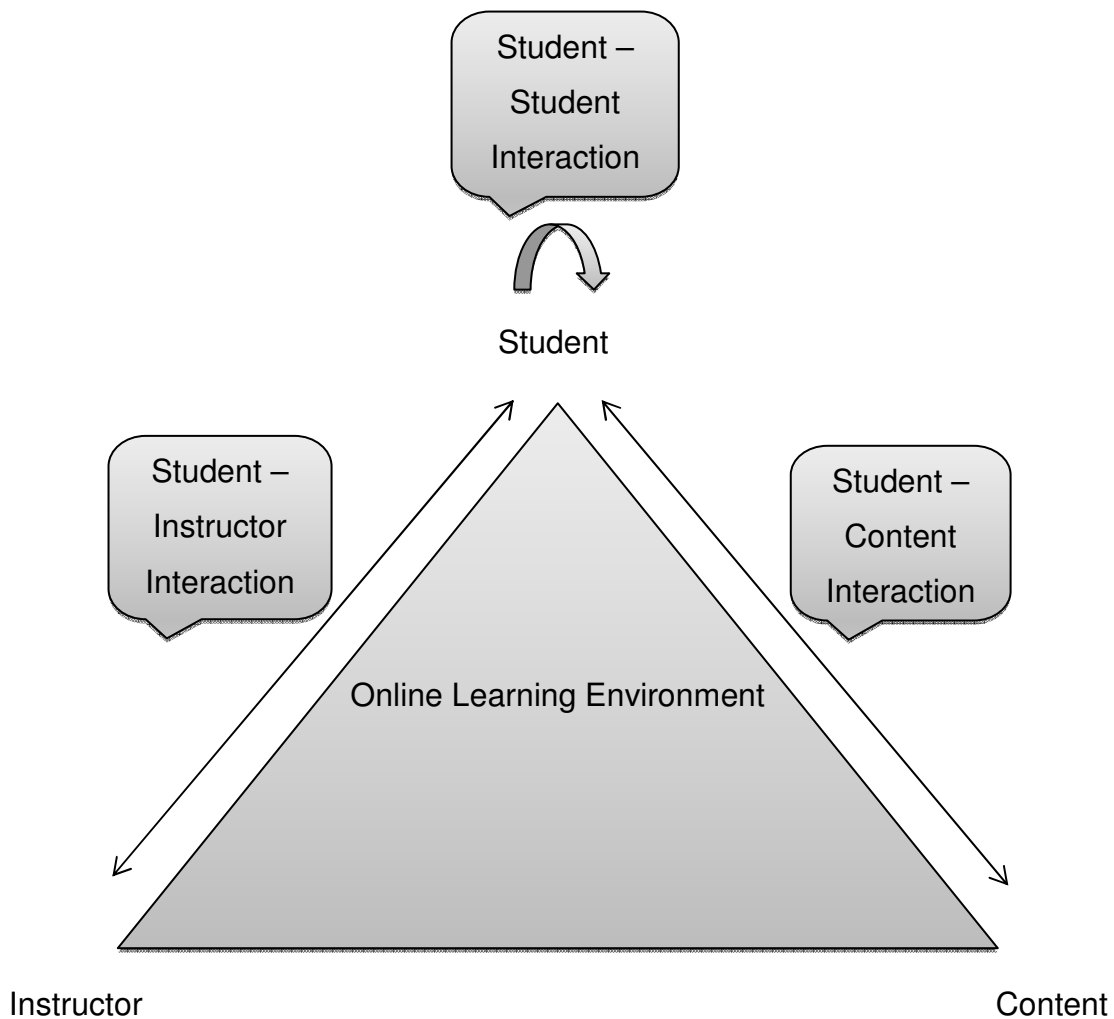 Student –
Student
Interaction
Student
Student –
Instructor
Interaction
Student –
Content
Interaction
Online Learning Environment
Instructor
Content